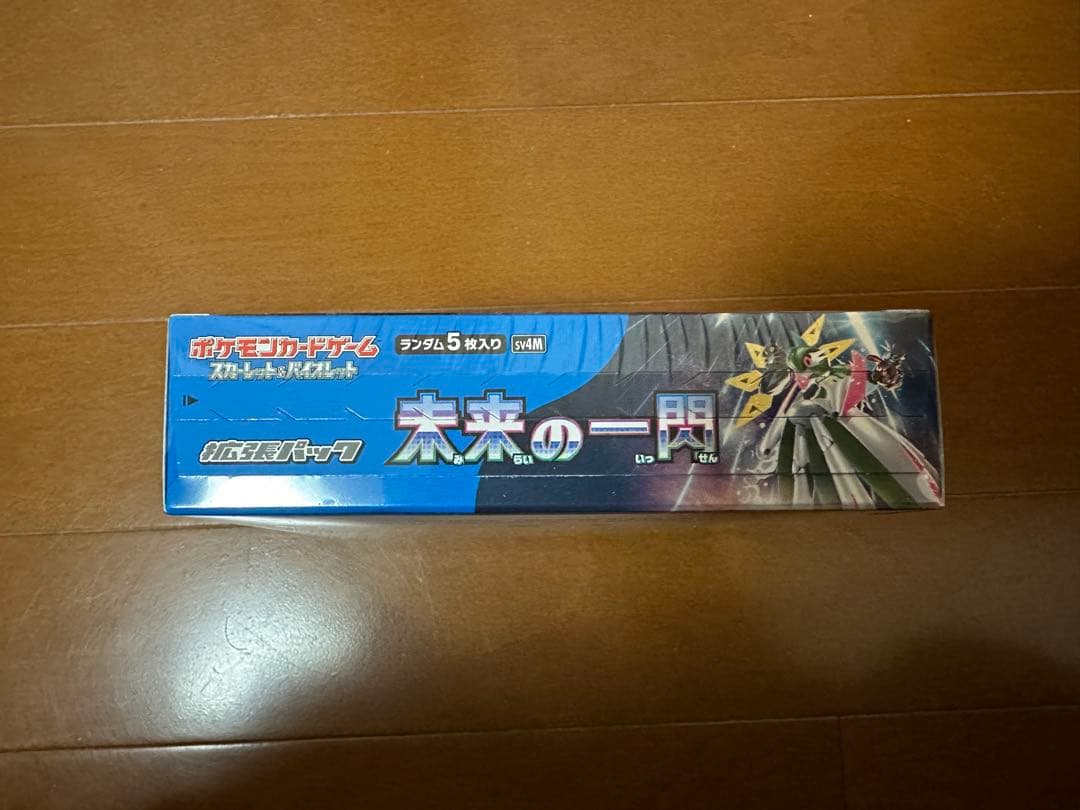 ポケモンカードゲーム
スカーレット&バイオレット
ランダム5枚入り SV4M
拡張パック
未来の一閃
み らい いっ せん